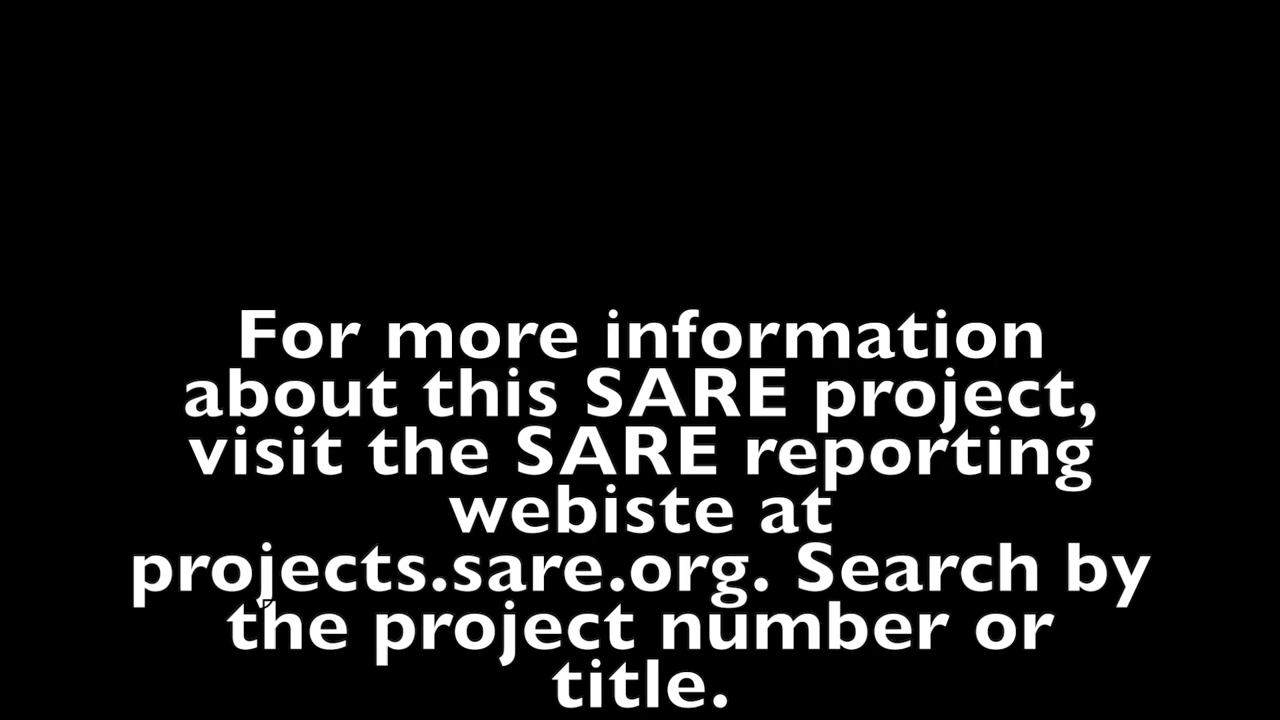 For more information
about this SARE project,
visit the SARE reporting
webiste at
projects.sare.org. Search by
the project number or
title.